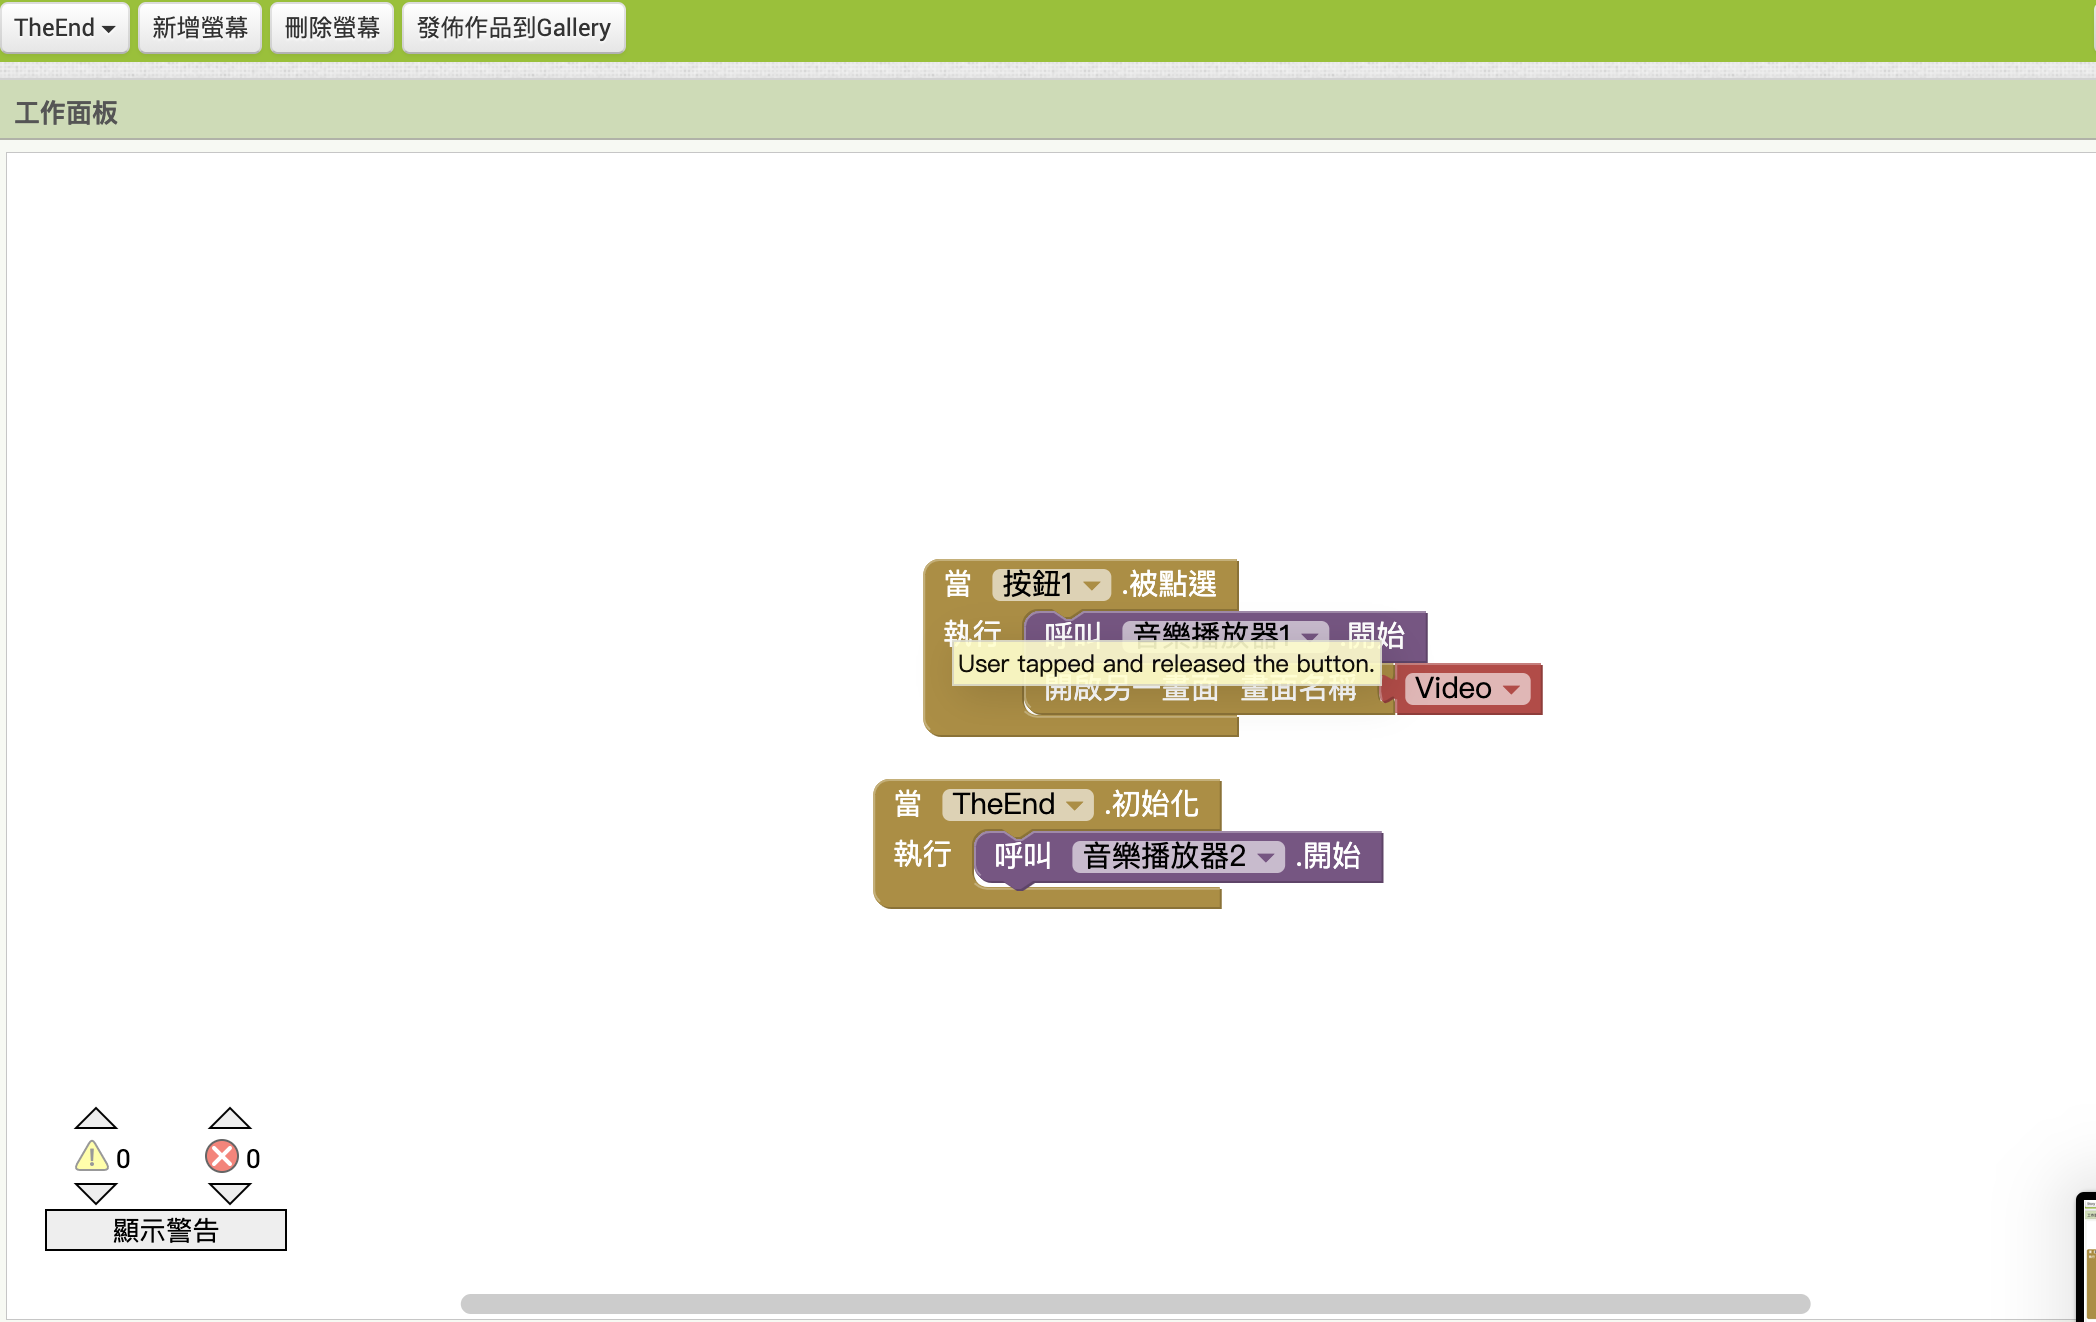 TheEnd 新增螢幕 刪除螢幕 發佈作品到Gallery
工作面板
當 按鈕1 .被點選
執行 呼叫 音樂播放器1 .開始
User tapped and released the button.
開啟另一畫面 畫面名稱 Video
當 TheEnd .初始化
執行 呼叫 音樂播放器2 .開始
0 0
顯示警告